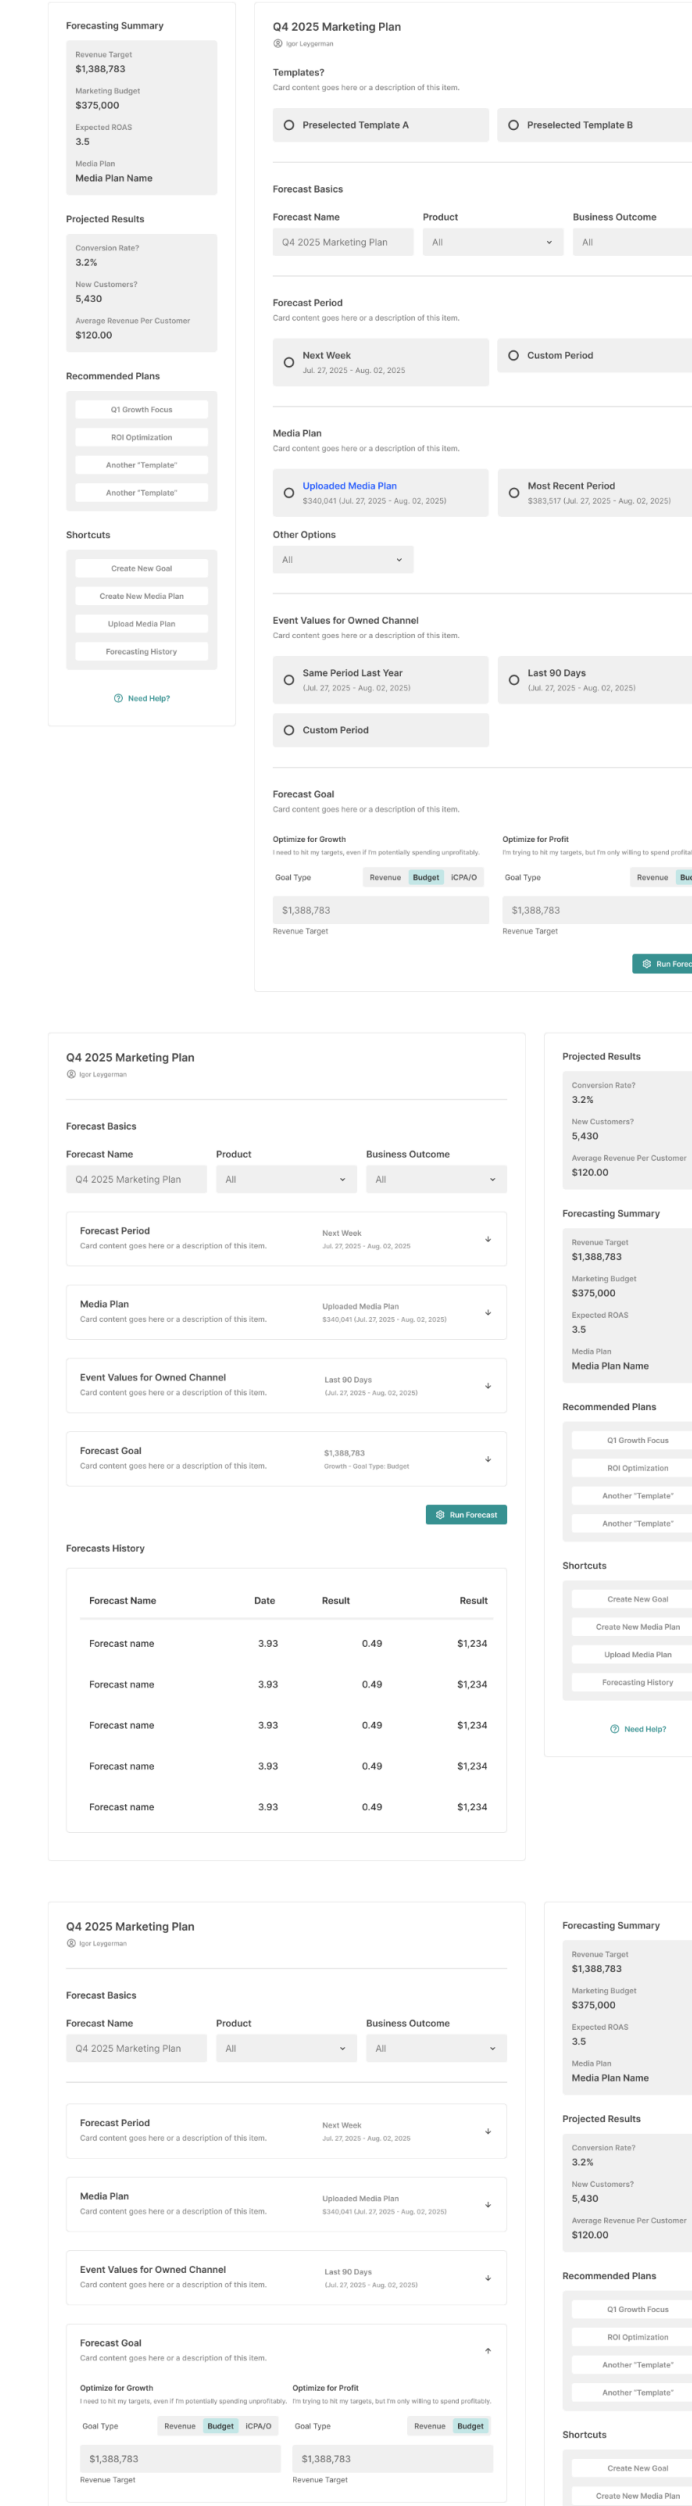 Forecasting Summary
Revenue Target
$1,388,783
Marketing Budget
$375,000
Expected ROAS
3.5
Media Plan
Media Plan Name
Projected Results
Conversion Rate?
3.2%
New Customers?
5,430
Average Revenue Per Customer
$120.00
Recommended Plans
Q1 Growth Focus
ROI Optimization
Another "Template"
Another "Template"
Shortcuts
Create New Goal
Create New Media Plan
Upload Media Plan
Forecasting History
Need Help?
Q4 2025 Marketing Plan
Igor Leygerman
Templates?
Card content goes here or a description of this item.
Preselected Template A
Preselected Template B
Forecast Basics
Forecast Name Product Business Outcome
Q4 2025 Marketing Plan All All
Forecast Period
Card content goes here or a description of this item.
Next Week
Jul. 27, 2025 - Aug. 02, 2025
Custom Period
Media Plan
Card content goes here or a description of this item.
Uploaded Media Plan
$340,041 (Jul. 27, 2025 - Aug. 02, 2025)
Most Recent Period
$383,517 (Jul. 27, 2025 - Aug. 02, 2025)
Other Options
All
Event Values for Owned Channel
Card content goes here or a description of this item.
Same Period Last Year
(Jul. 27, 2025 - Aug. 02, 2025)
Last 90 Days
(Jul. 27, 2025 - Aug. 02, 2025)
Custom Period
Forecast Goal
Card content goes here or a description of this item.
Optimize for Growth
I need to hit my targets, even if I'm potentially spending unprofitably.
Goal Type Revenue Budget iCPA/O
$1,388,783
Revenue Target
Optimize for Profit
I'm trying to hit my targets, but I'm only willing to spend
Goal Type Revenue
$1,388,783
Revenue Target
Run
Q4 2025 Marketing Plan
Igor Leygerman
Forecast Basics
Forecast Name Product Business Outcome
Q4 2025 Marketing Plan All All
Forecast Period
Card content goes here or a description of this item.
Next Week
Jul. 27, 2025 - Aug. 02, 2025
Media Plan
Card content goes here or a description of this item.
Uploaded Media Plan
$340,041 (Jul. 27, 2025 - Aug. 02, 2025)
Event Values for Owned Channel
Card content goes here or a description of this item.
Last 90 Days
(Jul. 27, 2025 - Aug. 02, 2025)
Forecast Goal
Card content goes here or a description of this item.
$1,388,783
Growth - Goal Type: Budget
Run Forecast
Forecasts History
Forecast Name Date Result Result
Forecast name 3.93 0.49 $1,234
Forecast name 3.93 0.49 $1,234
Forecast name 3.93 0.49 $1,234
Forecast name 3.93 0.49 $1,234
Forecast name 3.93 0.49 $1,234
Projected Results
Conversion Rate?
3.2%
New Customers?
5,430
Average Revenue Per Customer
$120.00
Forecasting Summary
Revenue Target
$1,388,783
Marketing Budget
$375,000
Expected ROAS
3.5
Media Plan
Media Plan Name
Recommended Plans
Q1 Growth Focus
ROI Optimization
Another "Template"
Another "Template"
Shortcuts
Create New Goal
Create New Media Plan
Upload Media Plan
Forecasting History
Need Help?
Q4 2025 Marketing Plan
Igor Leygerman
Forecast Basics
Forecast Name Product Business Outcome
Q4 2025 Marketing Plan All All
Forecast Period
Card content goes here or a description of this item.
Next Week
Jul. 27, 2025 - Aug. 02, 2025
Media Plan
Card content goes here or a description of this item.
Uploaded Media Plan
$340,041 (Jul. 27, 2025 - Aug. 02, 2025)
Event Values for Owned Channel
Card content goes here or a description of this item.
Last 90 Days
(Jul. 27, 2025 - Aug. 02, 2025)
Forecast Goal
Card content goes here or a description of this item.
Optimize for Growth
I need to hit my targets, even if I'm potentially spending unprofitably.
Goal Type Revenue Budget iCPA/O
$1,388,783
Revenue Target
Optimize for Profit
I'm trying to hit my targets, but I'm only willing to spend profitably.
Goal Type Revenue Budget
$1,388,783
Revenue Target
Forecasting Summary
Revenue Target
$1,388,783
Marketing Budget
$375,000
Expected ROAS
3.5
Media Plan
Media Plan Name
Projected Results
Conversion Rate?
3.2%
New Customers?
5,430
Average Revenue Per Customer
$120.00
Recommended Plans
Q1 Growth Focus
ROI Optimization
Another "Template"
Another "Template"
Shortcuts
Create New Goal
Create New Media Plan